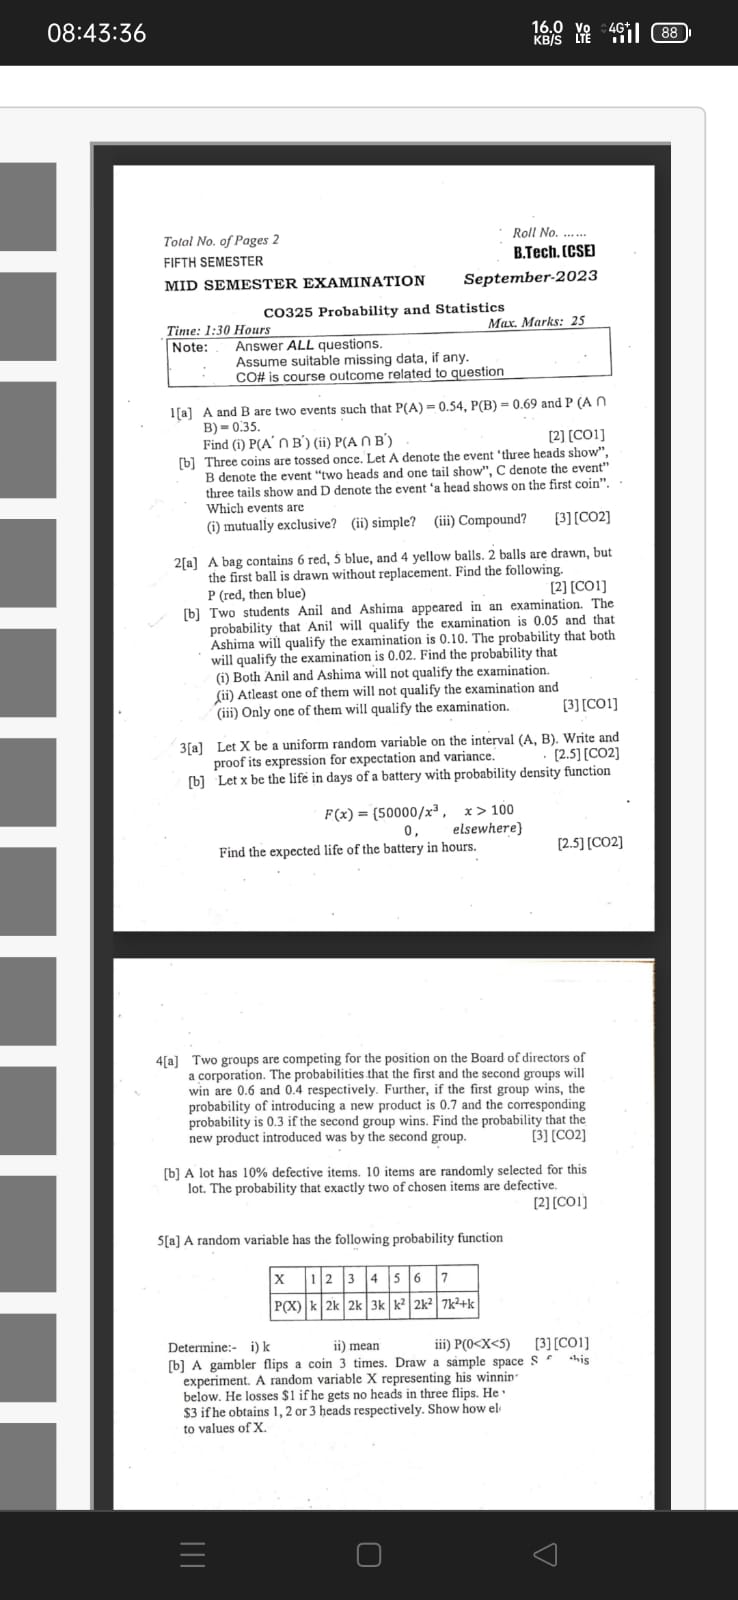 08:43:36
16.0 KB/S Vo LTE 4G+ 88
Total No. of Pages 2
Roll No. ......
FIFTH SEMESTER
B.Tech. [CSE]
MID SEMESTER EXAMINATION September-2023
CO325 Probability and Statistics
Time: 1:30 Hours
Max. Marks: 25
Note: Answer ALL questions.
Assume suitable missing data, if any.
CO# is course outcome related to question
1[a] A and B are two events such that P(A) = 0.54, P(B) = 0.69 and P (A ∩
B) = 0.35.
Find (i) P(A´ ∩ B´) (ii) P(A ∩ B´) [2] [CO1]
[b] Three coins are tossed once. Let A denote the event ‘three heads show”,
B denote the event “two heads and one tail show”, C denote the event”
three tails show and D denote the event ‘a head shows on the first coin”.
Which events are
(i) mutually exclusive? (ii) simple? (iii) Compound? [3] [CO2]
2[a] A bag contains 6 red, 5 blue, and 4 yellow balls. 2 balls are drawn, but
the first ball is drawn without replacement. Find the following.
P (red, then blue) [2] [CO1]
[b] Two students Anil and Ashima appeared in an examination. The
probability that Anil will qualify the examination is 0.05 and that
Ashima will qualify the examination is 0.10. The probability that both
will qualify the examination is 0.02. Find the probability that
(i) Both Anil and Ashima will not qualify the examination.
(ii) Atleast one of them will not qualify the examination and
(iii) Only one of them will qualify the examination. [3] [CO1]
3[a] Let X be a uniform random variable on the interval (A, B). Write and
proof its expression for expectation and variance. [2.5] [CO2]
[b] Let x be the life in days of a battery with probability density function
F(x) = {50000/x³, x > 100
0, elsewhere}
Find the expected life of the battery in hours. [2.5] [CO2]
4[a] Two groups are competing for the position on the Board of directors of
a corporation. The probabilities that the first and the second groups will
win are 0.6 and 0.4 respectively. Further, if the first group wins, the
probability of introducing a new product is 0.7 and the corresponding
probability is 0.3 if the second group wins. Find the probability that the
new product introduced was by the second group. [3] [CO2]
[b] A lot has 10% defective items. 10 items are randomly selected for this
lot. The probability that exactly two of chosen items are defective.
[2] [CO1]
5[a] A random variable has the following probability function
X 1 2 3 4 5 6 7
P(X) k 2k 2k 3k k² 2k² 7k²+k
Determine:- i) k ii) mean iii) P(0<X<5) [3] [CO1]
[b] A gambler flips a coin 3 times. Draw a sample space S
experiment. A random variable X representing his
below. He losses $1 if he gets no heads in three flips. He
$3 if he obtains 1, 2 or 3 heads respectively. Show how
to values of X.